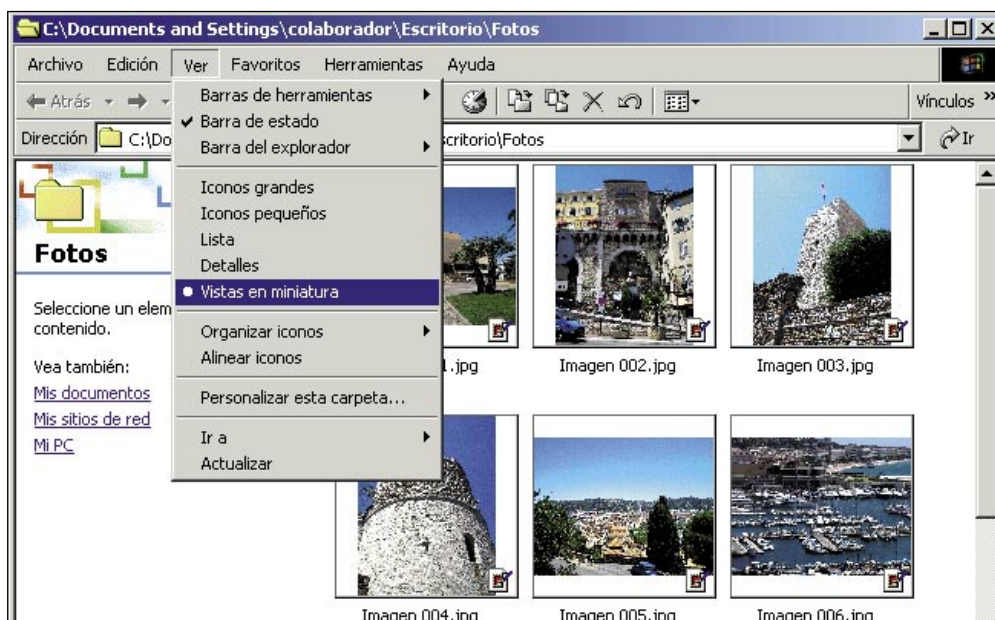 C:\Documents and Settings\colaborador\Escritorio\Fotos
Archivo Edición Ver Favoritos Herramientas Ayuda
Atrás Vínculos »
Dirección C:\Do critorio\Fotos Ir
Barras de herramientas
Barra de estado
Barra del explorador
Iconos grandes
Iconos pequeños
Lista
Detalles
Vistas en miniatura
Organizar iconos
Alinear iconos
Personalizar esta carpeta...
Ir a
Actualizar
Fotos
Seleccione un elem
contenido.
Vea también:
Mis documentos
Mis sitios de red
Mi PC
1.jpg Imagen 002.jpg Imagen 003.jpg
Imagen 004.jpg Imagen 005.jpg Imagen 006.jpg